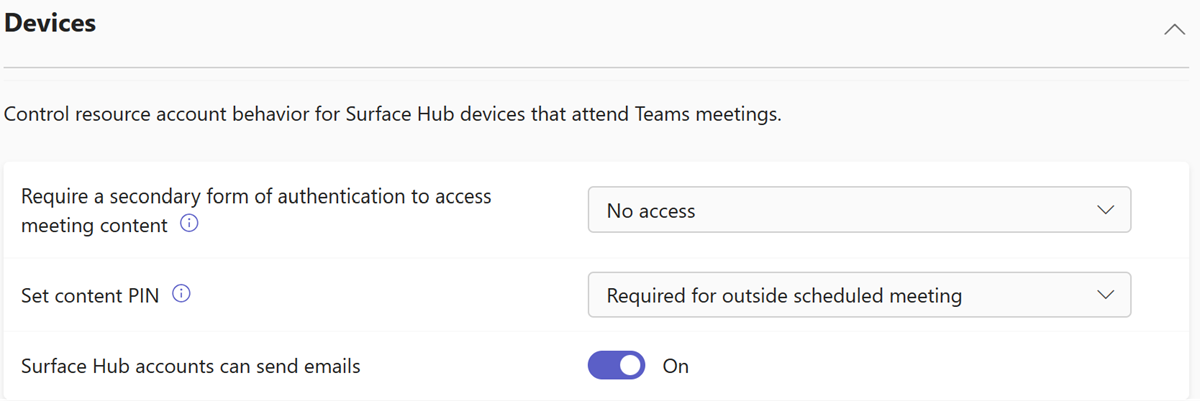 Devices
Control resource account behavior for Surface Hub devices that attend Teams meetings.
Require a secondary form of authentication to access
meeting content
No access
Set content PIN
Required for outside scheduled meeting
Surface Hub accounts can send emails
On